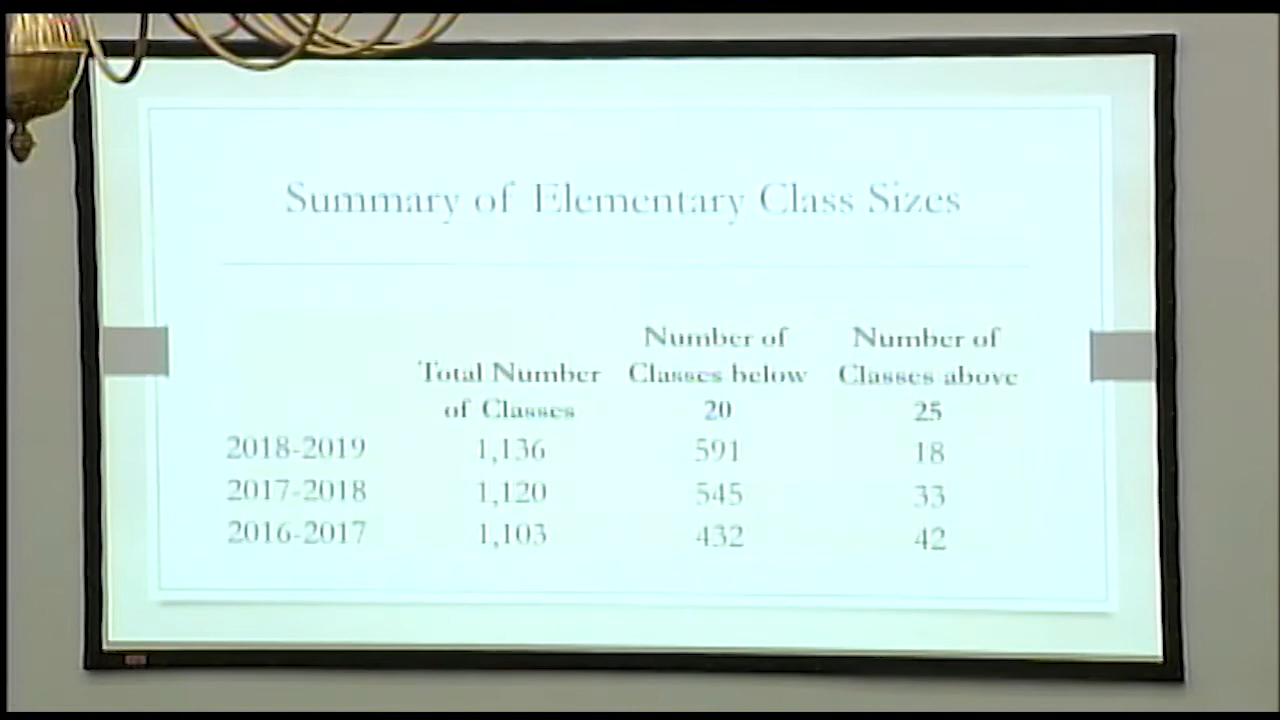 Summary of Elementary Class Sizes
Number of Number of
Total Number Classes below Classes above
of Classes 20 25
2018-2019 1,136 591 18
2017-2018 1,120 545 33
2016-2017 1,103 432 42